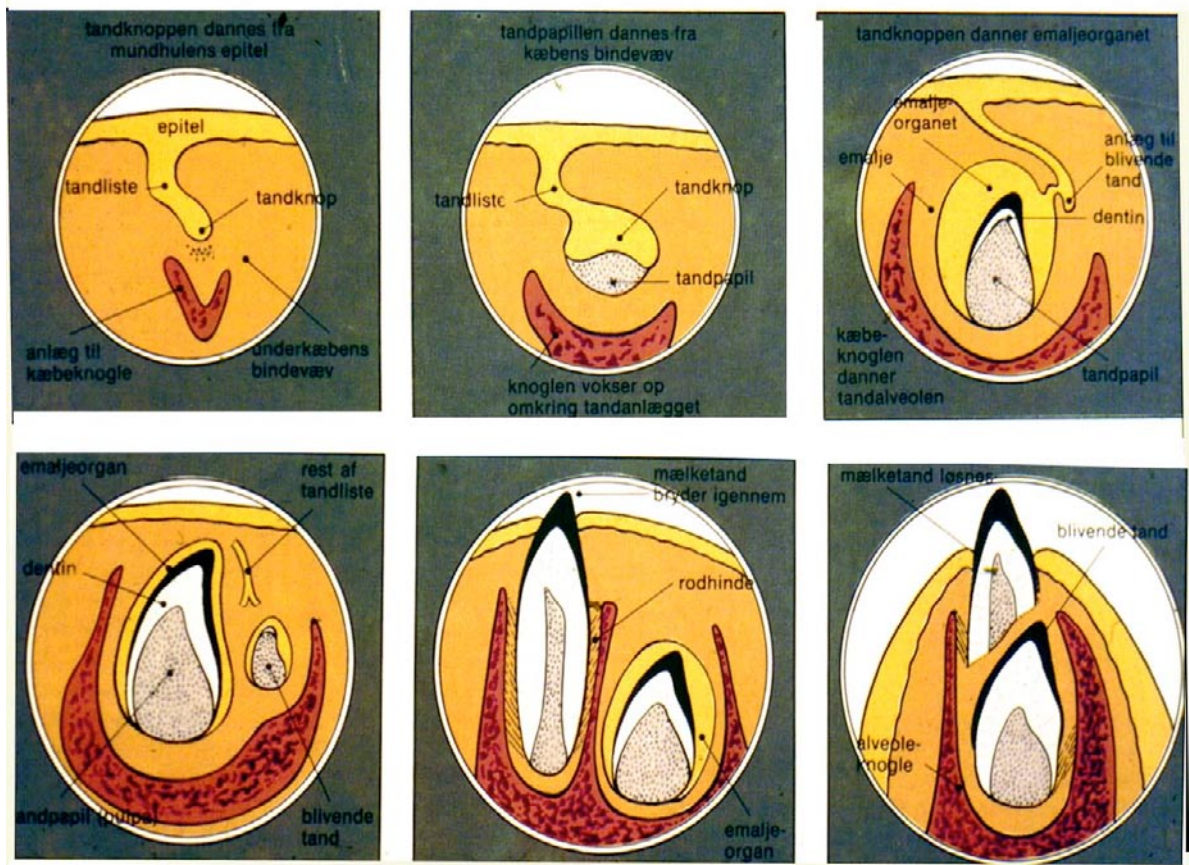 tandknoppen dannes fra
mundhulens epitel
epitel
tandliste
tandknop
anlæg til
kæbeknogle
underkæbens
bindevæv
tandpapillen dannes fra
kæbens bindevæv
tandliste
tandknop
tandpapil
knoglen vokser op
omkring tandanlægget
tandknoppen danner emaljeorganet
emalje-
organet
emalje
anlæg til
blivende
tand
dentin
kæbe-
knoglen
danner
tandalveolen
tandpapil
emaljeorgan
rest af
tandliste
dentin
andpapil (pulpa)
blivende
tand
mælketand
bryder igennem
rodhinde
emalje-
organ
mælketand løsnes
blivende tand
alveole-
knogle